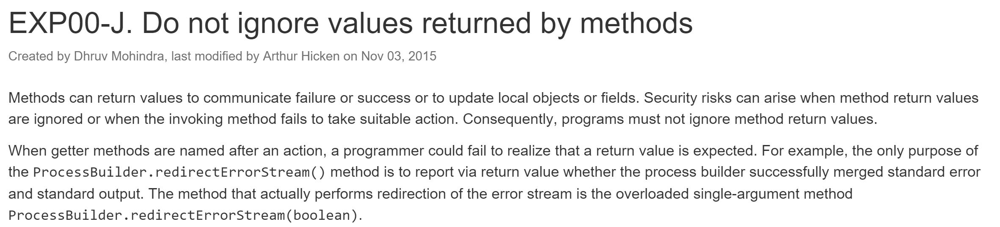 EXP00-J. Do not ignore values returned by methods
Created by Dhruv Mohindra, last modified by Arthur Hicken on Nov 03, 2015
Methods can return values to communicate failure or success or to update local objects or fields. Security risks can arise when method return values
are ignored or when the invoking method fails to take suitable action. Consequently, programs must not ignore method return values.
When getter methods are named after an action, a programmer could fail to realize that a return value is expected. For example, the only purpose of
the ProcessBuilder.redirectErrorStream() method is to report via return value whether the process builder successfully merged standard error
and standard output. The method that actually performs redirection of the error stream is the overloaded single-argument method
ProcessBuilder.redirectErrorStream(boolean).